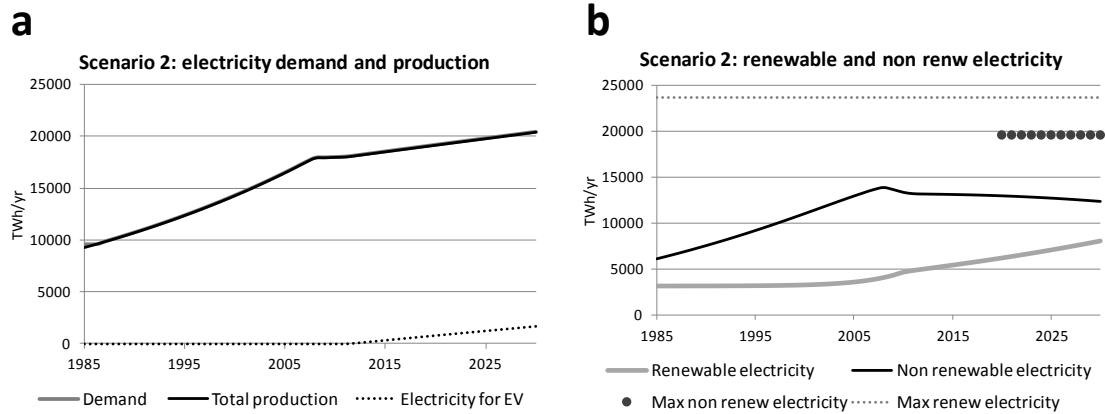 a
Scenario 2: electricity demand and production
25000
20000
15000
10000
5000
0
TWh/yr
1985 1995 2005 2015 2025
Demand Total production Electricity for EV
b
Scenario 2: renewable and non renw electricity
25000
20000
15000
10000
5000
0
TWh/yr
1985 1995 2005 2015 2025
Renewable electricity Non renewable electricity
Max non renew electricity Max renew electricity